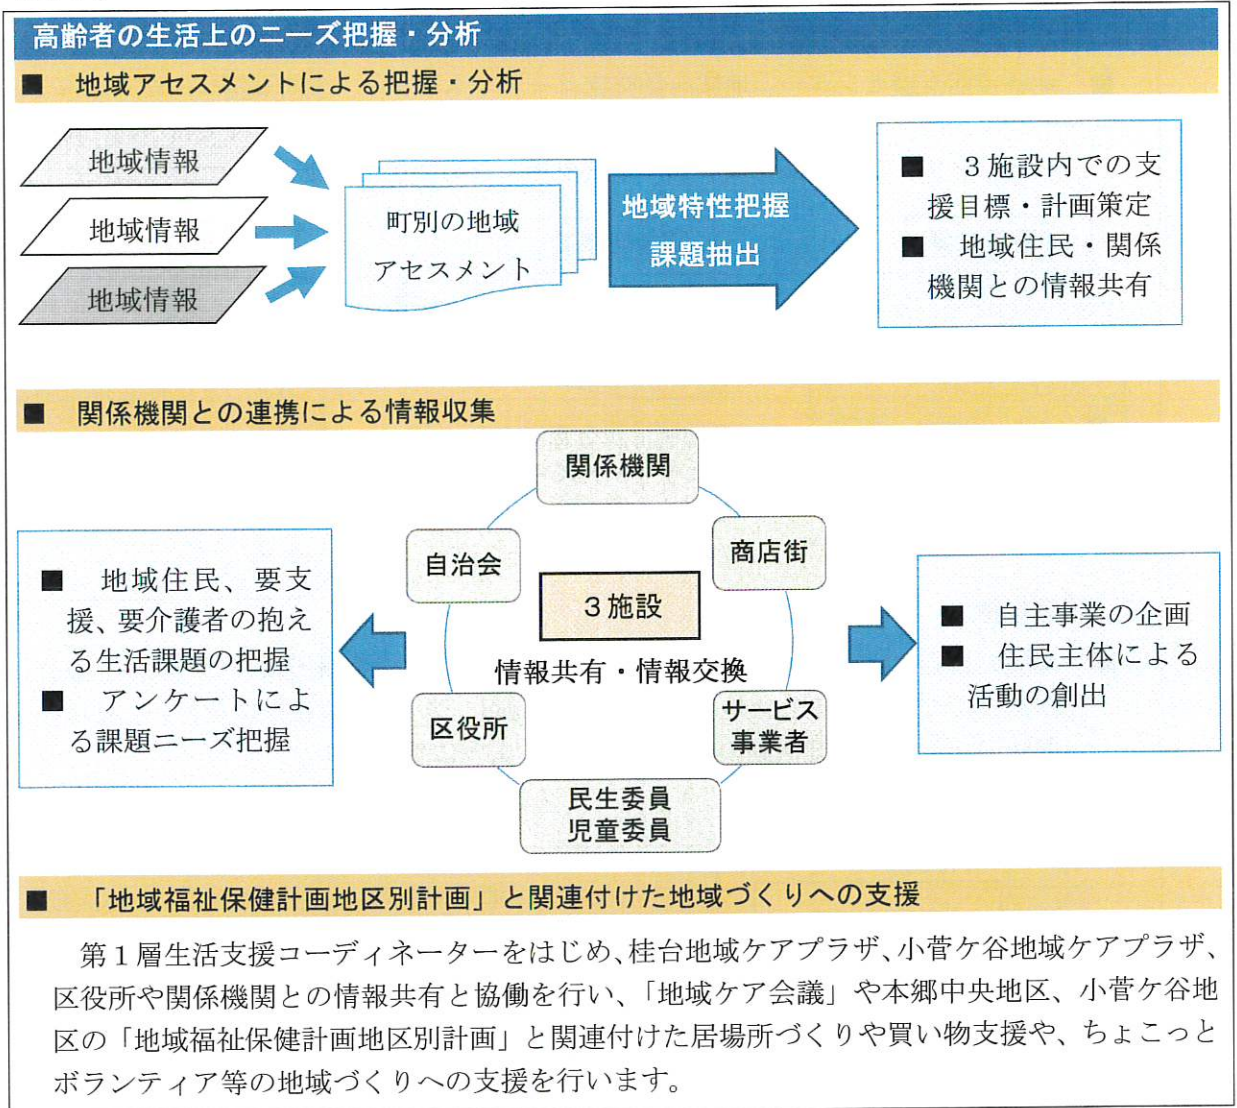 高齢者の生活上のニーズ把握・分析
■ 地域アセスメントによる把握・分析
地域情報
地域情報
地域情報
町別の地域
アセスメント
地域特性把握
課題抽出
■ 3施設内での支
援目標・計画策定
■ 地域住民・関係
機関との情報共有
■ 関係機関との連携による情報収集
関係機関
自治会
商店街
3施設
情報共有・情報交換
区役所
サービス
事業者
民生委員
児童委員
■ 地域住民、要支
援、要介護者の抱え
る生活課題の把握
■ アンケートによ
る課題ニーズ把握
■ 自主事業の企画
■ 住民主体による
活動の創出
■ 「地域福祉保健計画地区別計画」と関連付けた地域づくりへの支援
第1層生活支援コーディネーターをはじめ、桂台地域ケアプラザ、小菅ケ谷地域ケアプラザ、
区役所や関係機関との情報共有と協働を行い、「地域ケア会議」や本郷中央地区、小菅ケ谷地
区の「地域福祉保健計画地区別計画」と関連付けた居場所づくりや買い物支援や、ちょこっと
ボランティア等の地域づくりへの支援を行います。